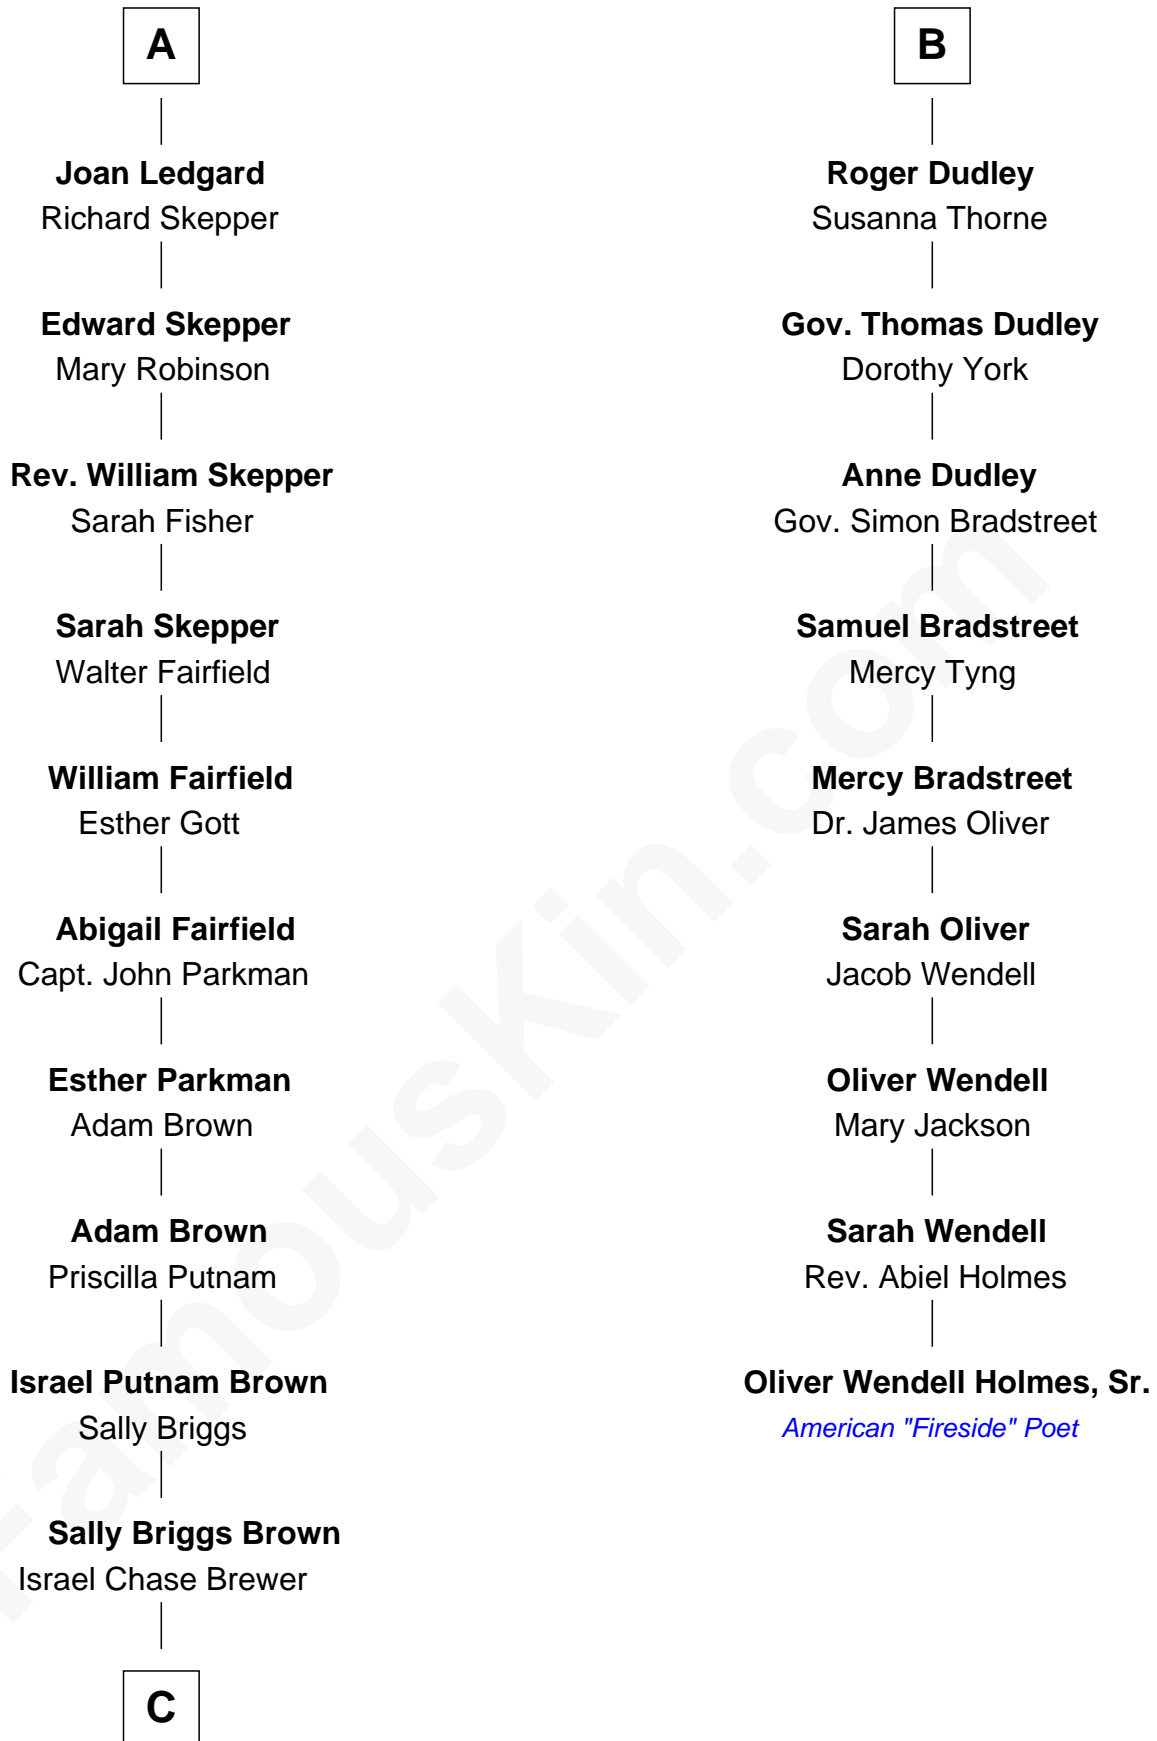 A
Joan Ledgard
Richard Skepper
Edward Skepper
Mary Robinson
Rev. William Skepper
Sarah Fisher
Sarah Skepper
Walter Fairfield
William Fairfield
Esther Gott
Abigail Fairfield
Capt. John Parkman
Esther Parkman
Adam Brown
Adam Brown
Priscilla Putnam
Israel Putnam Brown
Sally Briggs
Sally Briggs Brown
Israel Chase Brewer
C
B
Roger Dudley
Susanna Thorne
Gov. Thomas Dudley
Dorothy York
Anne Dudley
Gov. Simon Bradstreet
Samuel Bradstreet
Mercy Tyng
Mercy Bradstreet
Dr. James Oliver
Sarah Oliver
Jacob Wendell
Oliver Wendell
Mary Jackson
Sarah Wendell
Rev. Abiel Holmes
Oliver Wendell Holmes, Sr.
American "Fireside" Poet
FamousKin.com